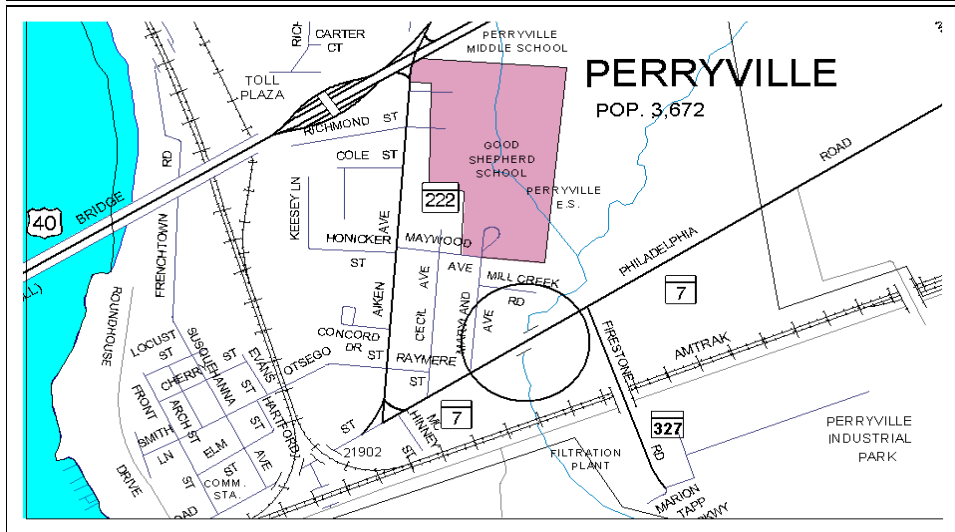 RICH
CARTER
CT
PERRYVILLE
MIDDLE SCHOOL
TOLL
PLAZA
PERRYVILLE
POP. 3,672
RICHMOND ST
COLE ST
GOOD
SHEPHERD
SCHOOL
ROAD
RD
BRIDGE
40
KEESEY LN
222
AVE
PERRYVILLE
E.S.
FRENCHTOWN
HONICKER
ST
MAYWOOD
AVE
PHILADELPHIA
7
ROUNDHOUSE
AIKEN
CECIL AVE
MARYLAND AVE
MILL CREEK
RD
CONCORD
DR
LOCUST
ST
SUSQUEHANNA
ST
EVANS
OTSEGO
ST
RAYMERE
ST
FIRESTONE
AMTRAK
CHERRY ST
FRONT
ARCH ST
HARTFORD
AVE
SMITH
LN
ELM
ST
ST
ST
MC
HINNEY
ST
7
327
RD
PERRYVILLE
INDUSTRIAL
PARK
21902
FILTRATION
PLANT
COMM.
STA.
DRIVE
OAD
MARION
TAPP
PKWY